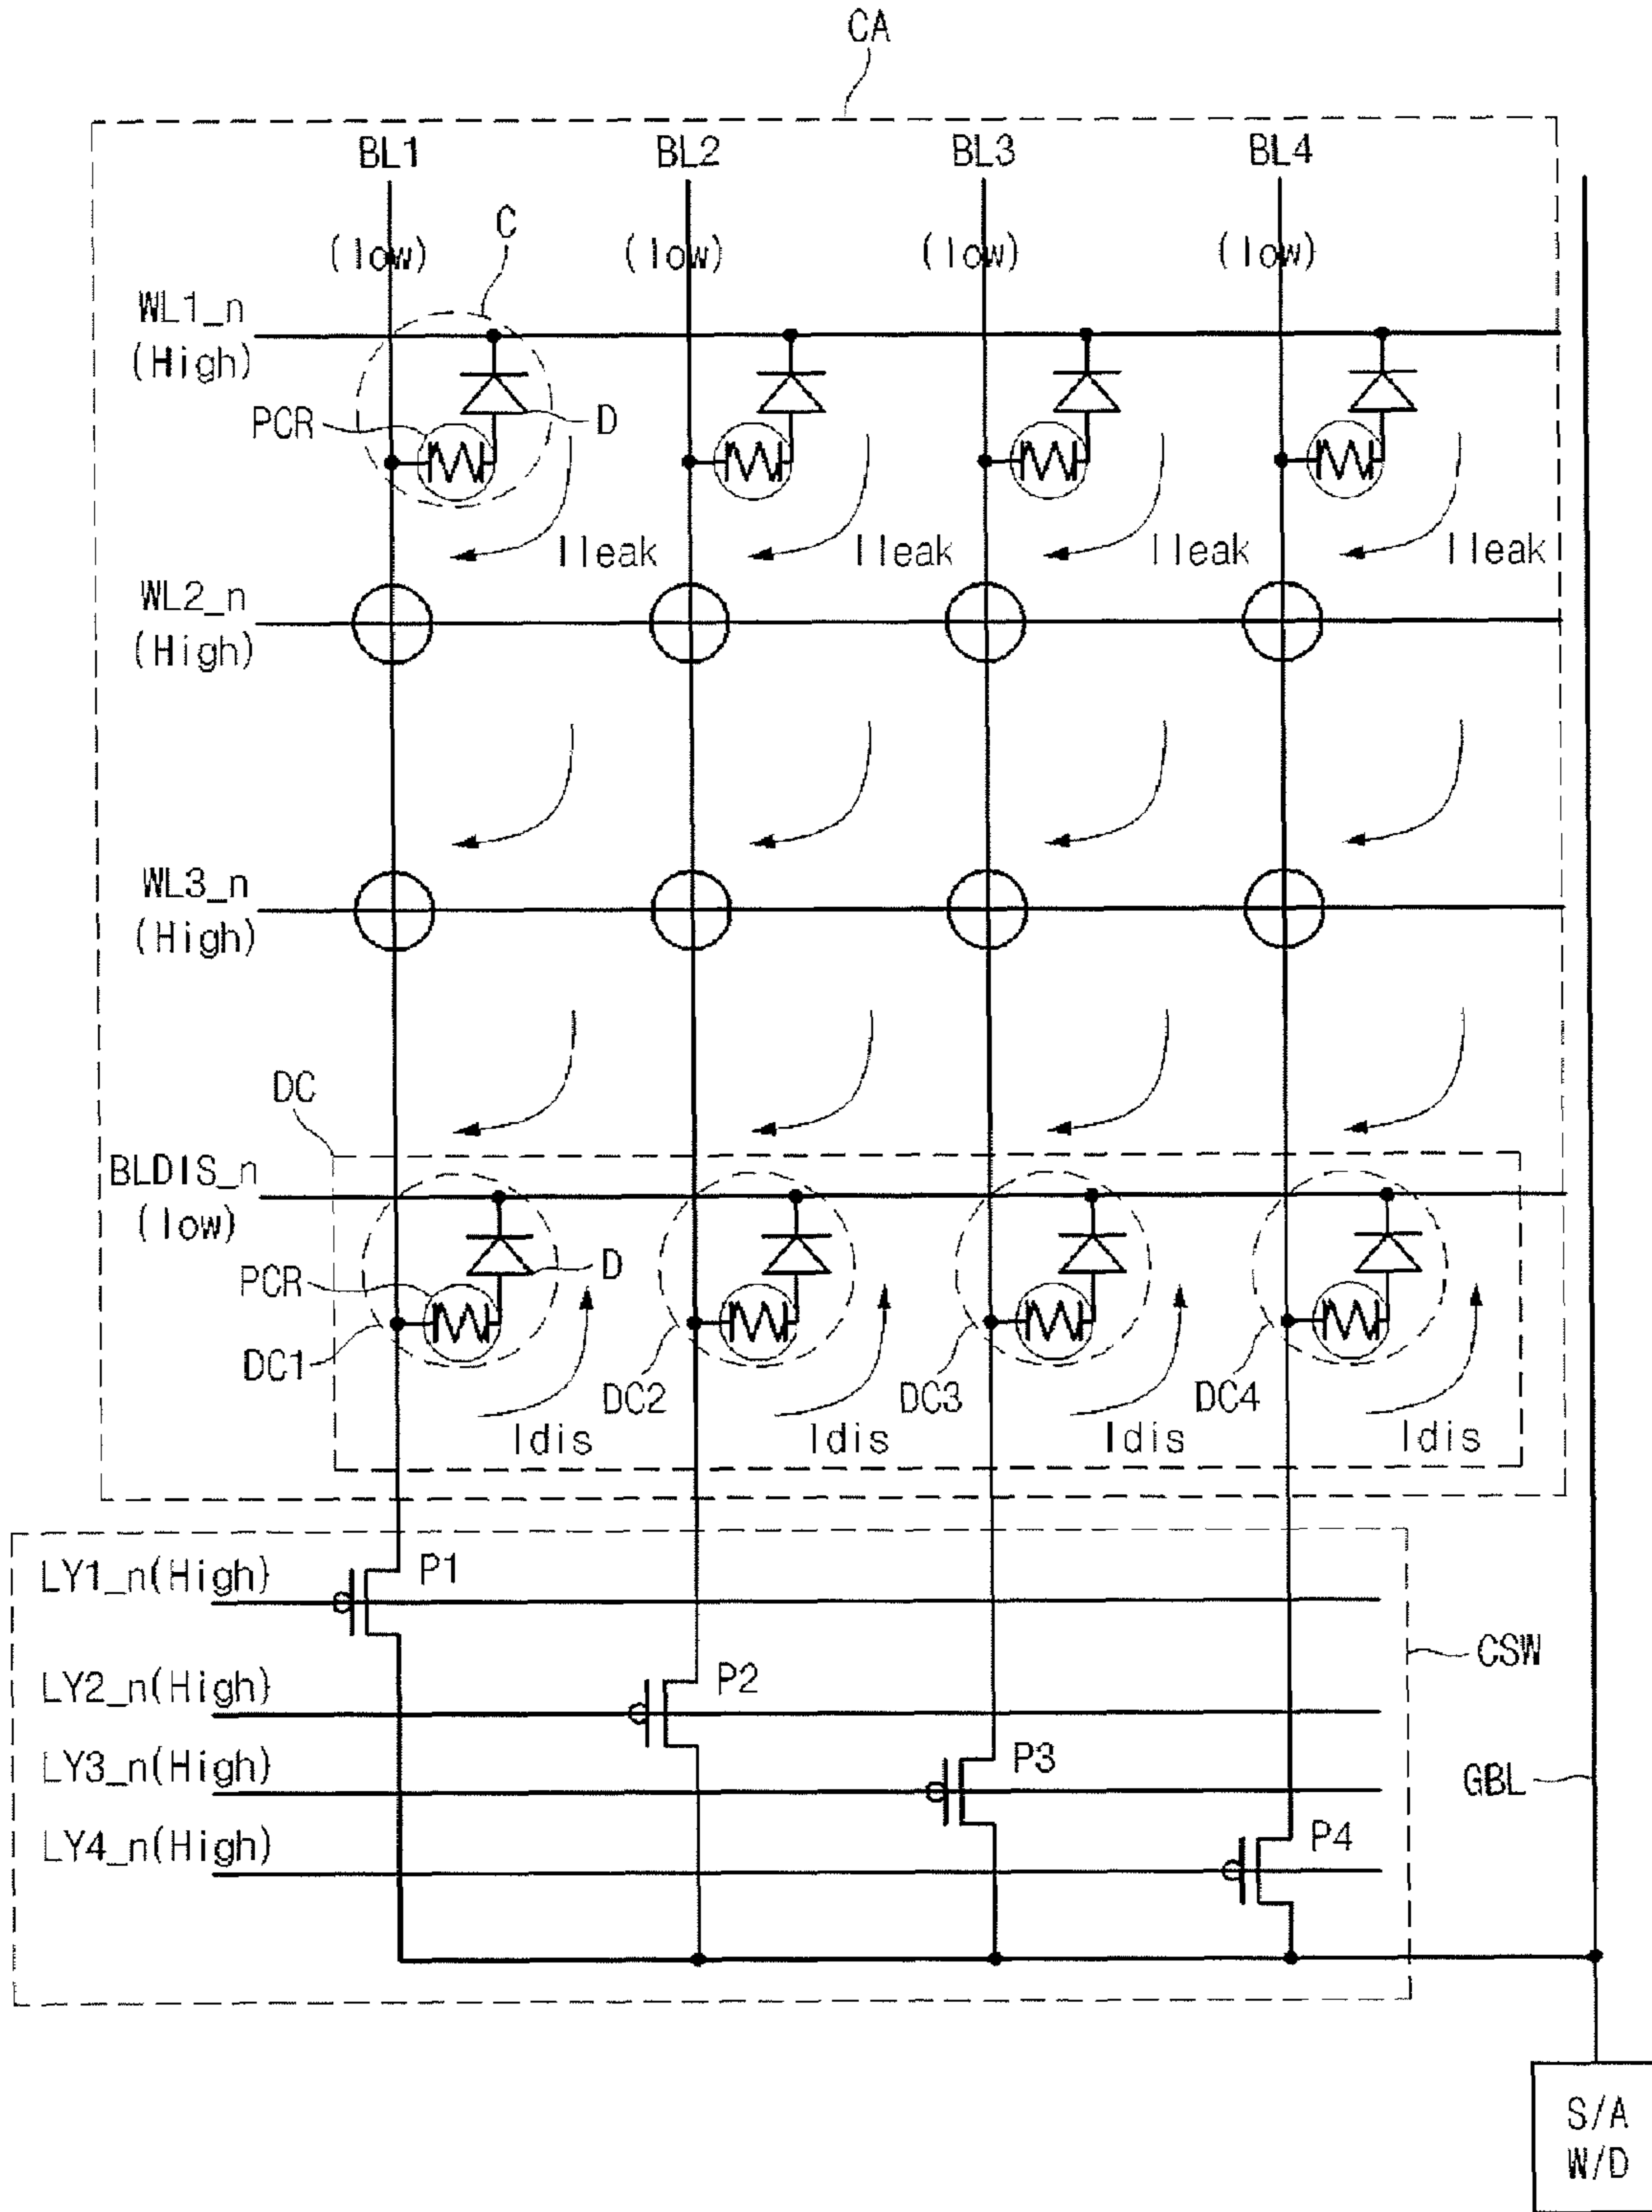 CA
BL1 BL2 BL3 BL4
C
(low) (low) (low) (low)
WL1_n
(High)
PCR D
Ileak Ileak Ileak Ileak
WL2_n
(High)
WL3_n
(High)
DC
BLDIS_n
(low)
PCR D
DC1 DC2 DC3 DC4
Idis Idis Idis Idis
LY1_n(High) P1
CSW
LY2_n(High) P2
LY3_n(High) P3
GBL
LY4_n(High) P4
S/A
W/D